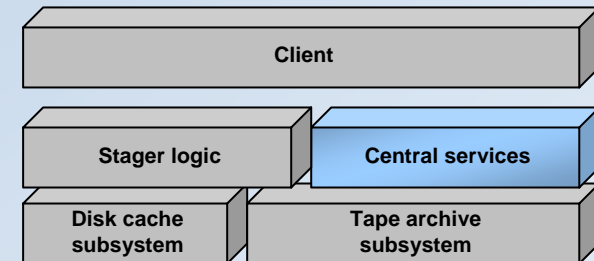 Client
Stager logic
Central services
Disk cache
subsystem
Tape archive
subsystem